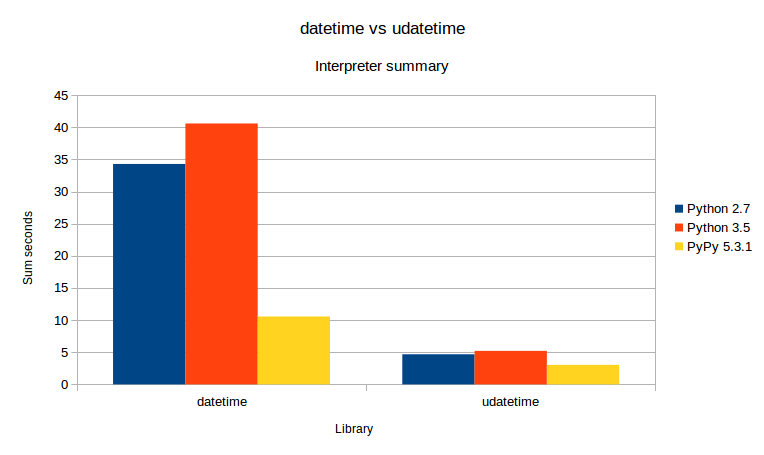 datetime vs udatetime
Interpreter summary
45
40
35
30
25
20
15
10
5
0
Sum seconds
datetime
udatetime
Library
Python 2.7
Python 3.5
PyPy 5.3.1